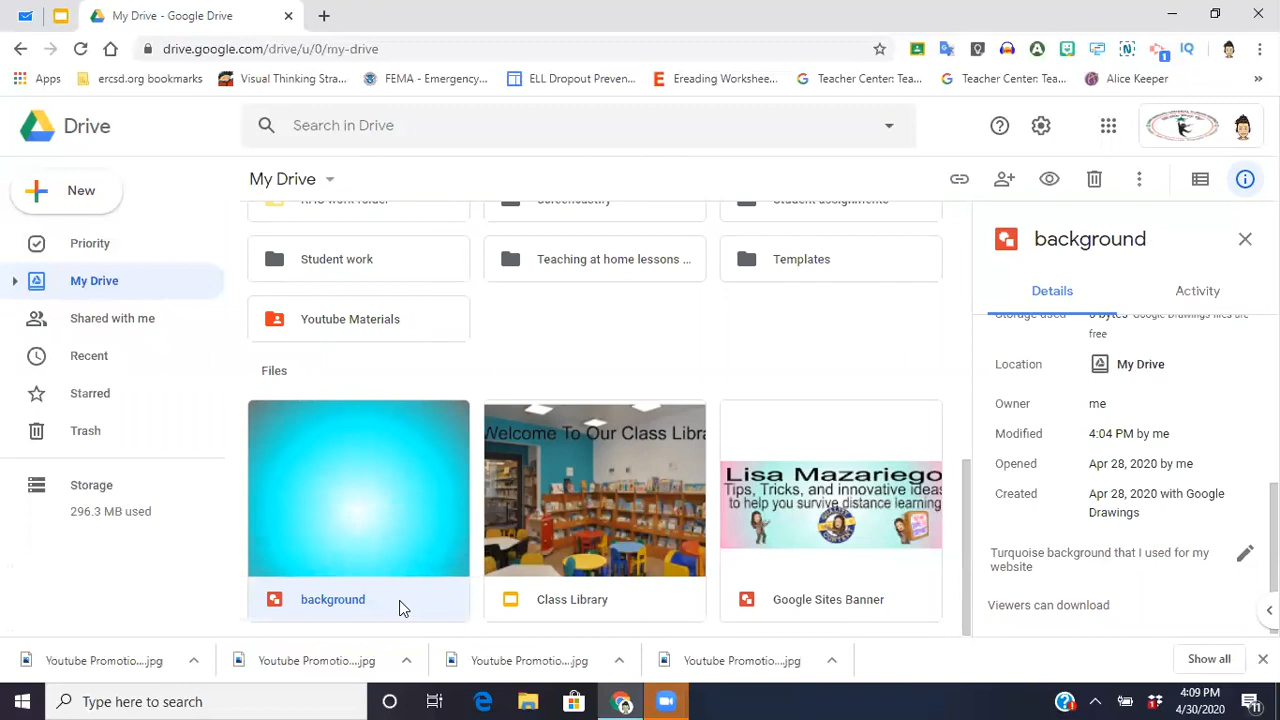 My Drive - Google Drive
drive.google.com/drive/u/0/my-drive
Apps
ercsd.org bookmarks
Visual Thinking Stra...
FEMA - Emergency...
ELL Dropout Preven...
Ereading Workshee...
Teacher Center: Tea...
Teacher Center: Tea...
Alice Keeper
Drive
Search in Drive
New
My Drive
background
Priority
Student work
Teaching at home lessons ...
Templates
My Drive
Details
Activity
Shared with me
Youtube Materials
Storage used
0 bytes Google Drawings files are
free
Recent
Files
Location
My Drive
Starred
Owner
me
Trash
Modified
4:04 PM by me
Welcome To Our Class Libra
Opened
Apr 28, 2020 by me
Storage
296.3 MB used
Lisa Mazariego
Tips, Tricks, and innovative ideas
to help you survive distance learning
Created
Apr 28, 2020 with Google
Drawings
Turquoise background that I used for my
website
background
Class Library
Google Sites Banner
Viewers can download
Youtube Promotio....jpg
Youtube Promotio....jpg
Youtube Promotio....jpg
Youtube Promotio....jpg
Show all
Type here to search
4:09 PM
4/30/2020